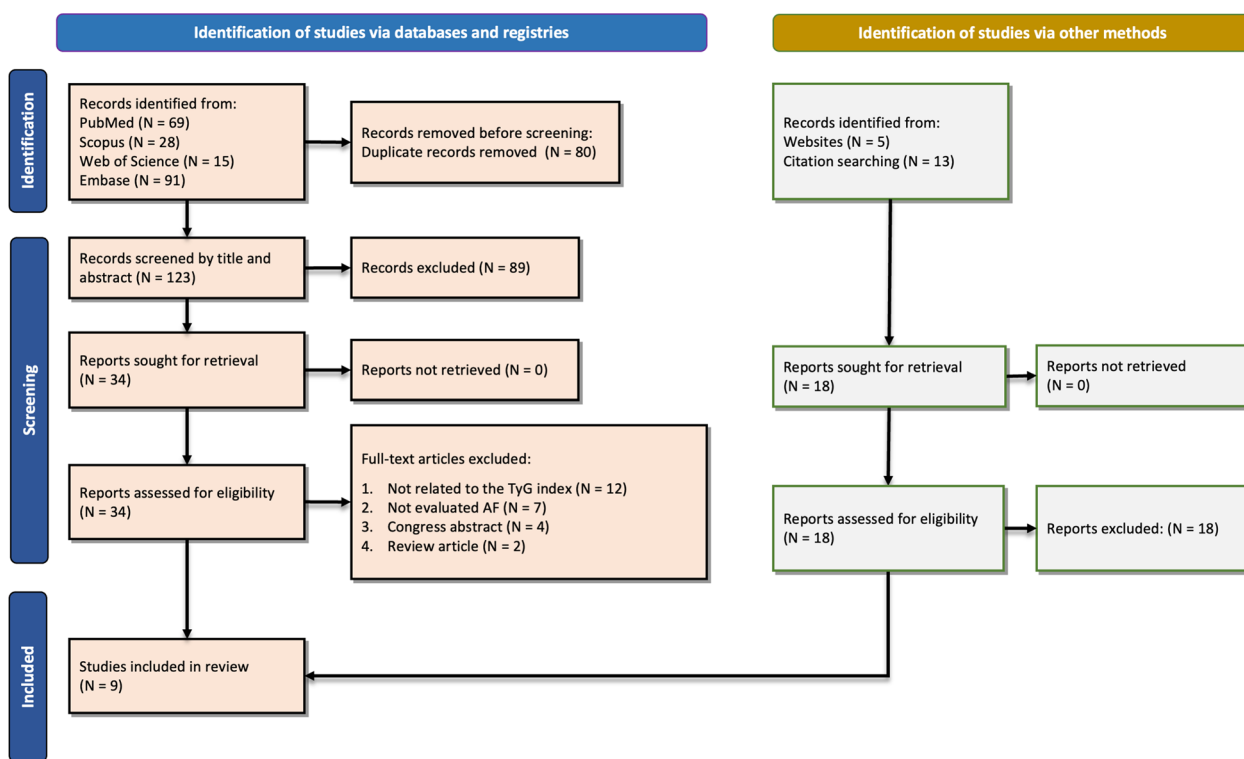 Identification of studies via databases and registries
Identification of studies via other methods
Identification
Records identified from:
PubMed (N = 69)
Scopus (N = 28)
Web of Science (N = 15)
Embase (N = 91)
Records removed before screening:
Duplicate records removed (N = 80)
Records identified from:
Websites (N = 5)
Citation searching (N = 13)
Screening
Records screened by title and
abstract (N = 123)
Records excluded (N = 89)
Reports sought for retrieval
(N = 34)
Reports not retrieved (N = 0)
Reports sought for retrieval
(N = 18)
Reports not retrieved
(N = 0)
Reports assessed for eligibility
(N = 34)
Full-text articles excluded:
1. Not related to the TyG index (N = 12)
2. Not evaluated AF (N = 7)
3. Congress abstract (N = 4)
4. Review article (N = 2)
Reports assessed for eligibility
(N = 18)
Reports excluded: (N = 18)
Included
Studies included in review
(N = 9)